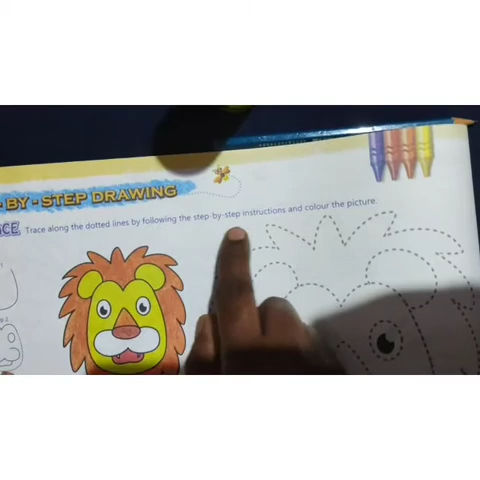 - BY - STEP DRAWING
Trace along the dotted lines by following the step-by-step instructions and colour the picture.